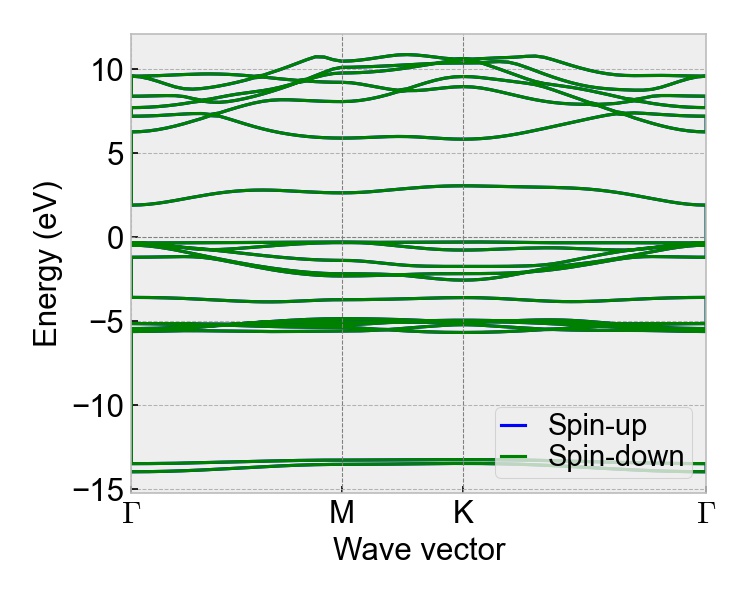 10
5
0
−5
−10
−15
Energy (eV)
Spin-up
Spin-down
Γ M K Γ
Wave vector